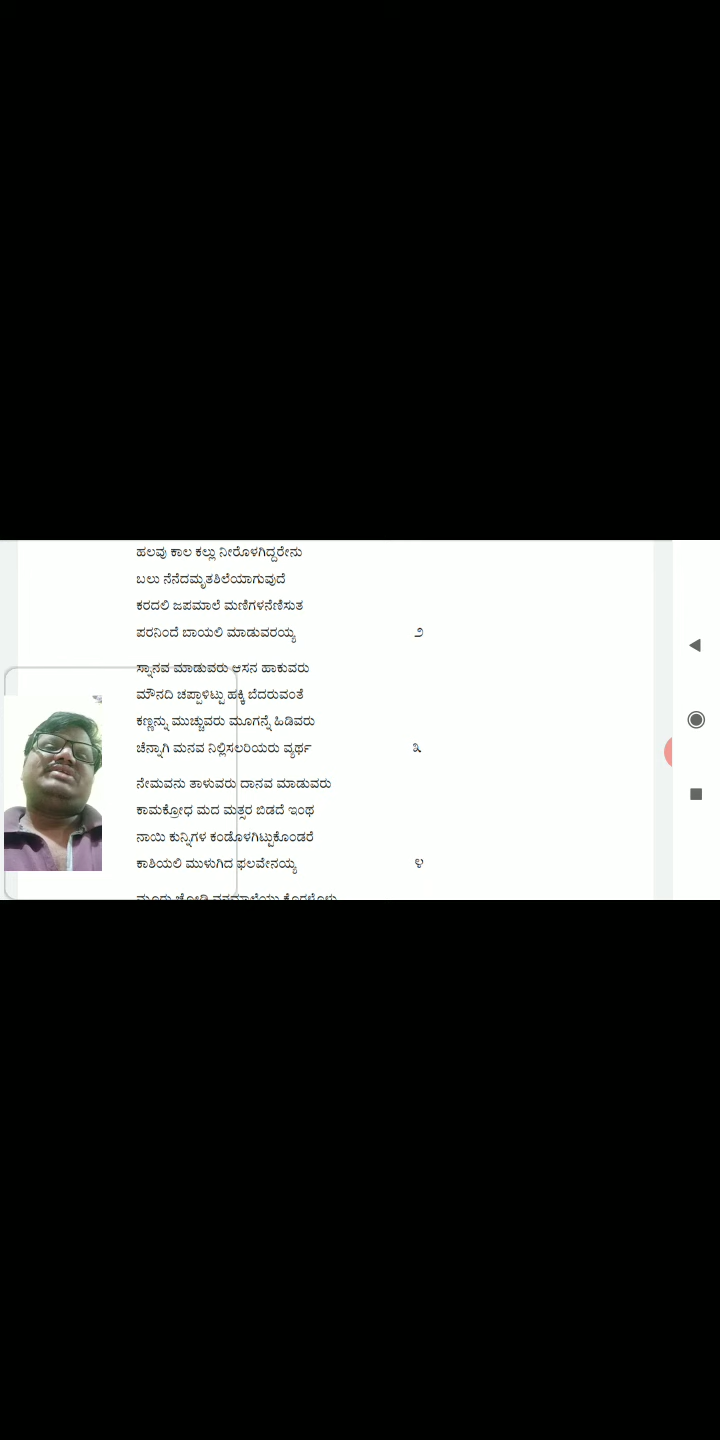 ಹಲವು ಕಾಲ ಕಲ್ಲು ನೀರೊಳಗಿದ್ದರೇನು
ಬಲು ನೆನೆದಮೃತಶಿಲೆಯಾಗುವುದೆ
ಕರದಲಿ ಜಪಮಾಲೆ ಮಣಿಗಳನೆಣಿಸುತ
ಪರನಿಂದೆ ಬಾಯಲಿ ಮಾಡುವರಯ್ಯ ೨
ಸ್ನಾನವ ಮಾಡುವರು ಆಸನ ಹಾಕುವರು
ಮೌನದಿ ಚಪ್ಪಾಳಿಟ್ಟು ಹಕ್ಕಿ ಬೆದರುವಂತೆ
ಕಣ್ಣನ್ನು ಮುಚ್ಚುವರು ಮೂಗನ್ನೆ ಹಿಡಿವರು
ಚೆನ್ನಾಗಿ ಮನವ ನಿಲ್ಲಿಸಲರಿಯರು ವ್ಯರ್ಥ ೩
ನೇಮವನು ತಾಳುವರು ದಾನವ ಮಾಡುವರು
ಕಾಮಕ್ರೋಧ ಮದ ಮತ್ಸರ ಬಿಡದೆ ಇಂಥ
ನಾಯಿ ಕುನ್ನಿಗಳ ಕಂಡೊಳಗಿಟ್ಟುಕೊಂಡರೆ
ಕಾಶಿಯಲಿ ಮುಳುಗಿದ ಫಲವೇನಯ್ಯ ೪